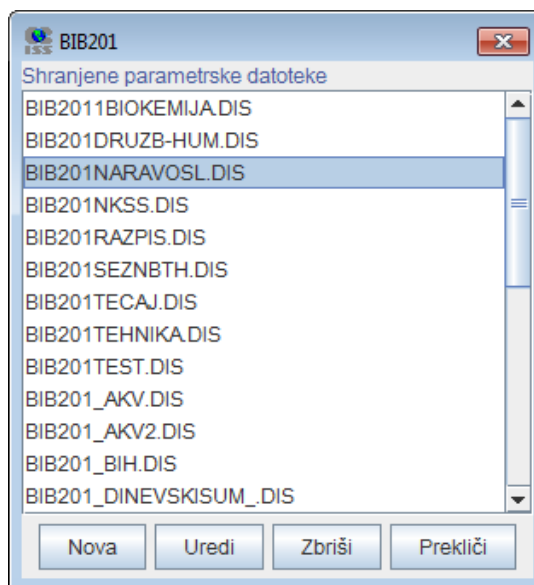 ISS BIB201
Shranjene parametrske datoteke
BIB2011BIOKEMIJA.DIS
BIB201DRUZB-HUM.DIS
BIB201NARAVOSL.DIS
BIB201NKSS.DIS
BIB201RAZPIS.DIS
BIB201SEZNBTH.DIS
BIB201TECAJ.DIS
BIB201TEHNIKA.DIS
BIB201TEST.DIS
BIB201_AKV.DIS
BIB201_AKV2.DIS
BIB201_BIH.DIS
BIB201_DINEVSKISUM_.DIS
Nova Uredi Zbriši Prekliči